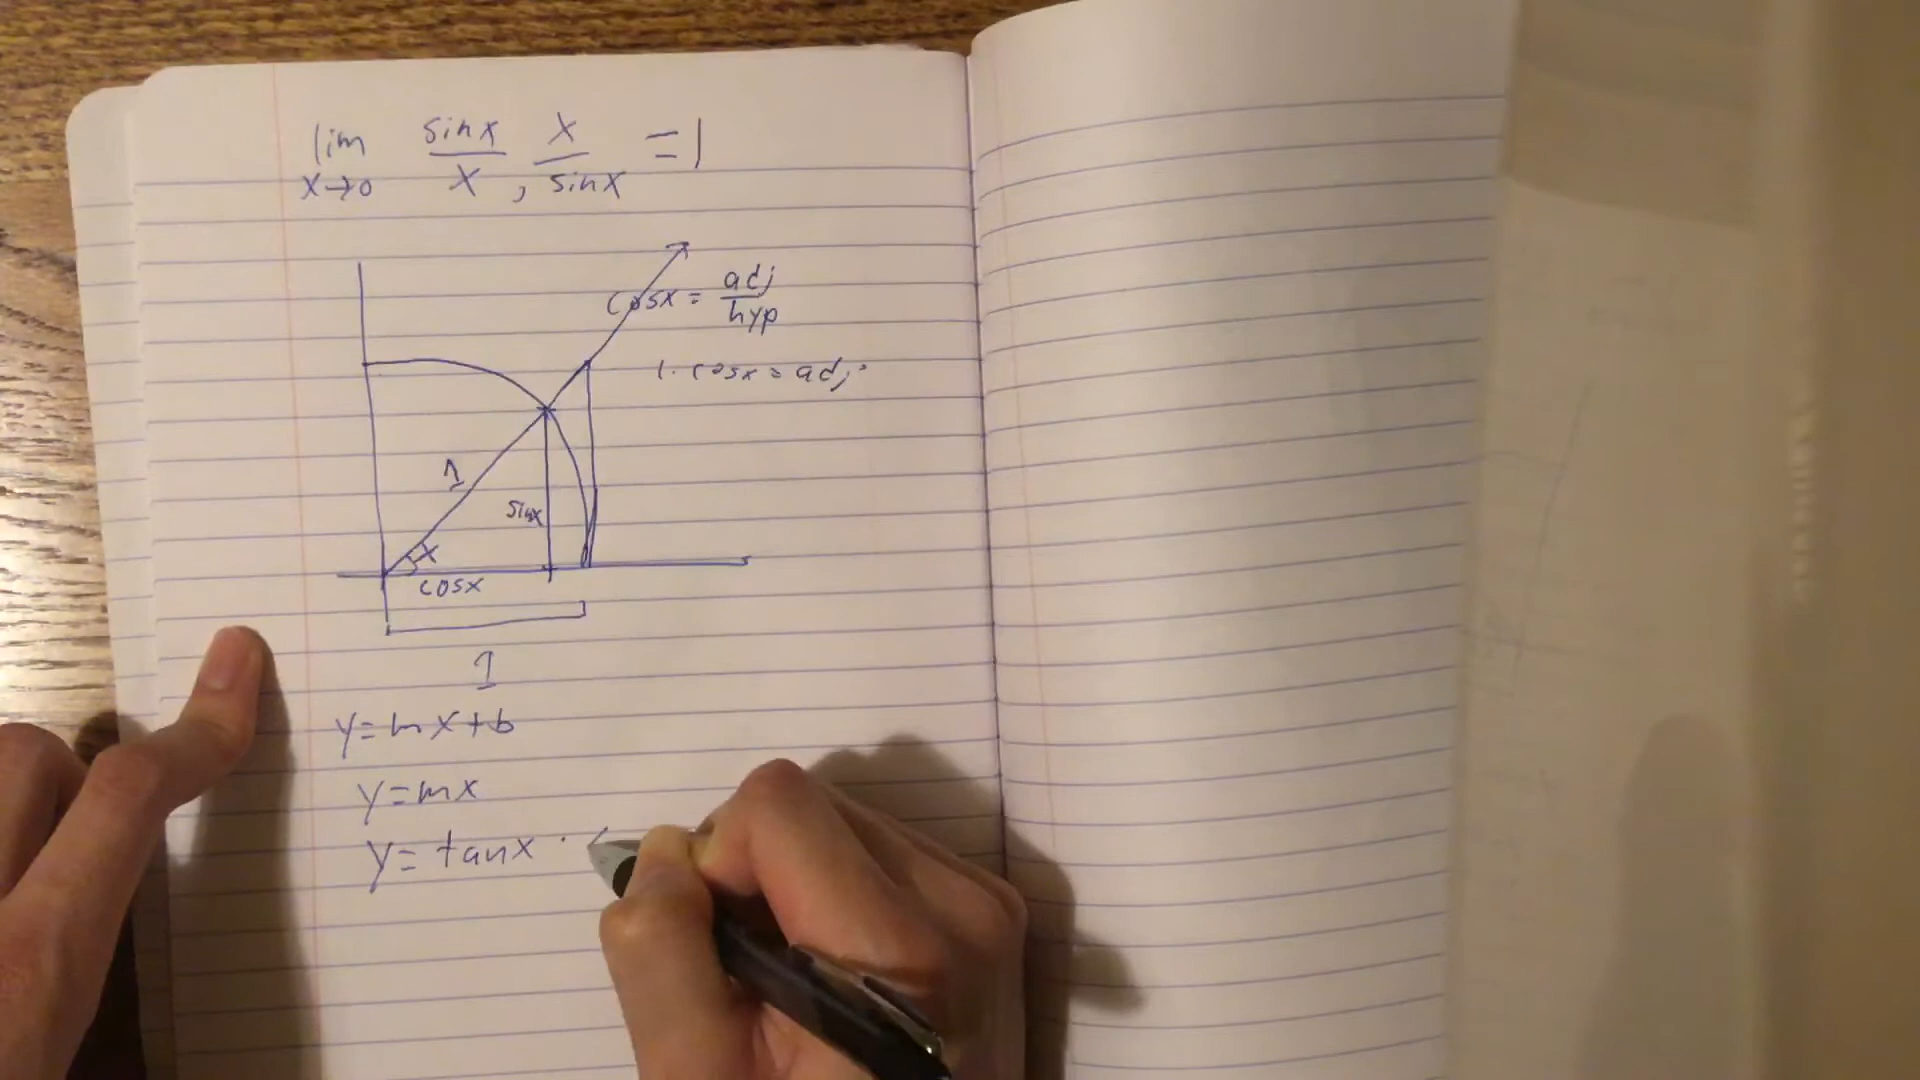 lim sinx/x , x/sinx = 1
x→0
cosx = adj/hyp
1 · cosx = adj
1
sinx
x
cosx
1
y=mx+b
y=mx
y= tanx · (